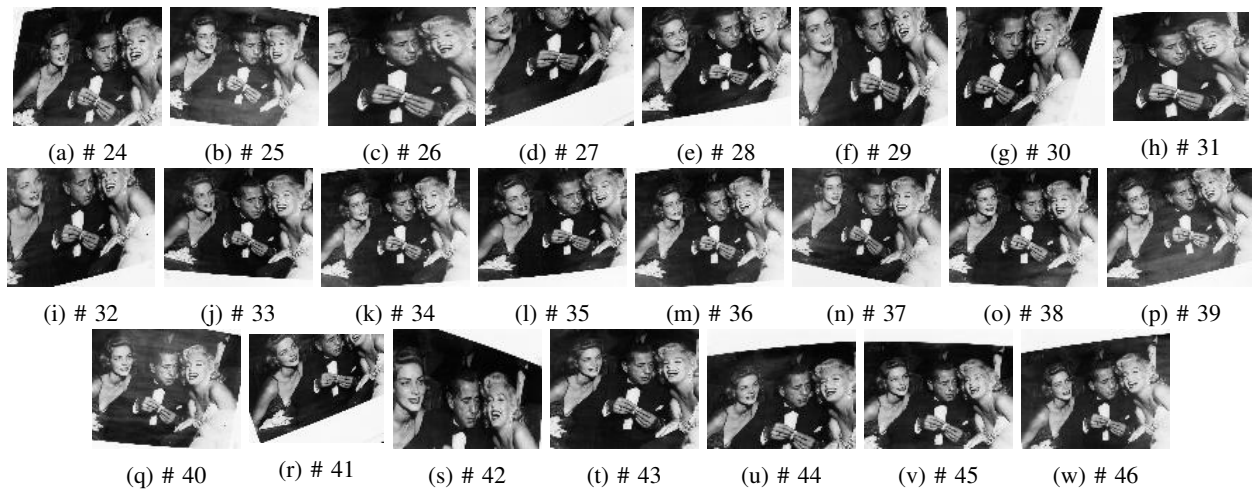 (a) # 24 (b) # 25 (c) # 26 (d) # 27 (e) # 28 (f) # 29 (g) # 30 (h) # 31
(i) # 32 (j) # 33 (k) # 34 (l) # 35 (m) # 36 (n) # 37 (o) # 38 (p) # 39
(q) # 40 (r) # 41 (s) # 42 (t) # 43 (u) # 44 (v) # 45 (w) # 46